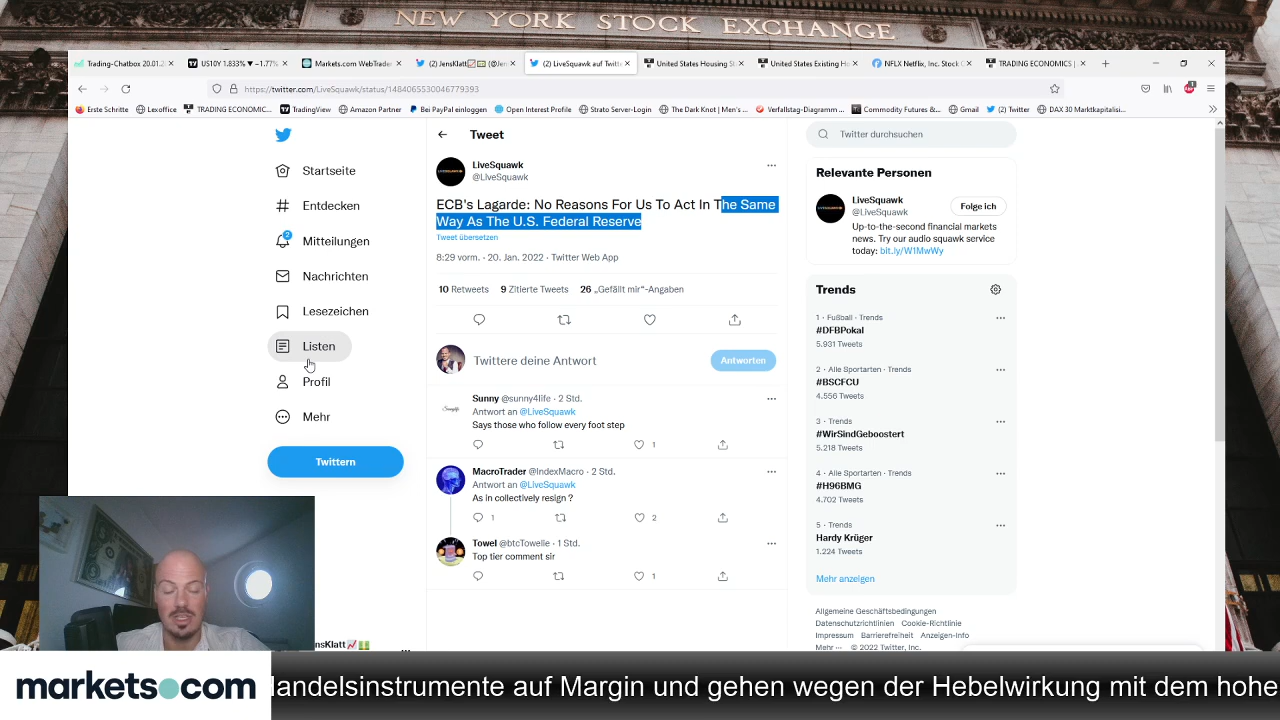 NEW YORK STOCK EXCHANGE
Trading-Chatbox 20.01.2
US10Y 1.833% ▼ −1.77%
Markets.com WebTrader
(2) JensKlatt📈💵 (@Jen
(2) LiveSquawk auf Twitter
United States Housing St
United States Existing Ho
NFLX Netflix, Inc. Stock C
TRADING ECONOMICS |
https://twitter.com/LiveSquawk/status/1484065530046779393
Erste Schritte
Lexoffice
TRADING ECONOMIC...
TradingView
Amazon Partner
Bei PayPal einloggen
Open Interest Profile
Strato Server-Login
The Dark Knot | Men's ...
Verfallstag-Diagramm ...
Commodity Futures &...
Gmail
(2) Twitter
DAX 30 Marktkapitalisi...
Startseite
Entdecken
2
Mitteilungen
Nachrichten
Lesezeichen
Listen
Profil
Mehr
Twittern
JensKlatt📈💵
Tweet
LiveSquawk
@LiveSquawk
ECB's Lagarde: No Reasons For Us To Act In The Same
Way As The U.S. Federal Reserve
Tweet übersetzen
8:29 vorm. · 20. Jan. 2022 · Twitter Web App
10 Retweets 9 Zitierte Tweets 26 „Gefällt mir“-Angaben
Twittere deine Antwort
Antworten
Sunny @sunny4life · 2 Std.
Antwort an @LiveSquawk
Says those who follow every foot step
1
MacroTrader @IndexMacro · 2 Std.
Antwort an @LiveSquawk
As in collectively resign ?
1 2
Towel @btcTowelie · 1 Std.
Top tier comment sir
1
Twitter durchsuchen
Relevante Personen
LiveSquawk
@LiveSquawk
Folge ich
Up-to-the-second financial markets
news. Try our audio squawk service
today: bit.ly/W1MwWy
Trends
1 · Fußball · Trends
#DFBPokal
5.931 Tweets
2 · Alle Sportarten · Trends
#BSCFCU
4.556 Tweets
3 · Trends
#WirSindGeboostert
5.218 Tweets
4 · Alle Sportarten · Trends
#H96BMG
4.702 Tweets
5 · Trends
Hardy Krüger
1.224 Tweets
Mehr anzeigen
Allgemeine Geschäftsbedingungen
Datenschutzrichtlinien Cookie-Richtlinie
Impressum Barrierefreiheit Anzeigen-Info
Mehr ··· © 2022 Twitter, Inc.
markets.com
Handelsinstrumente auf Margin und gehen wegen der Hebelwirkung mit dem hohe